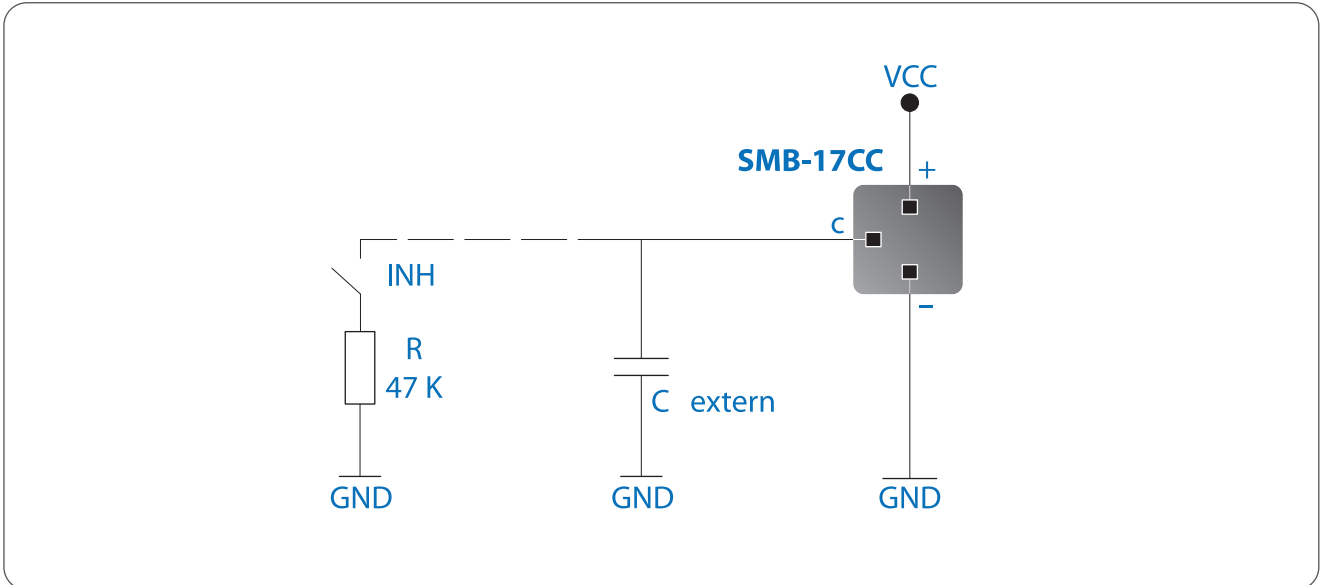 VCC
SMB-17CC
+
c
INH
–
R
47 K
C extern
GND
GND
GND